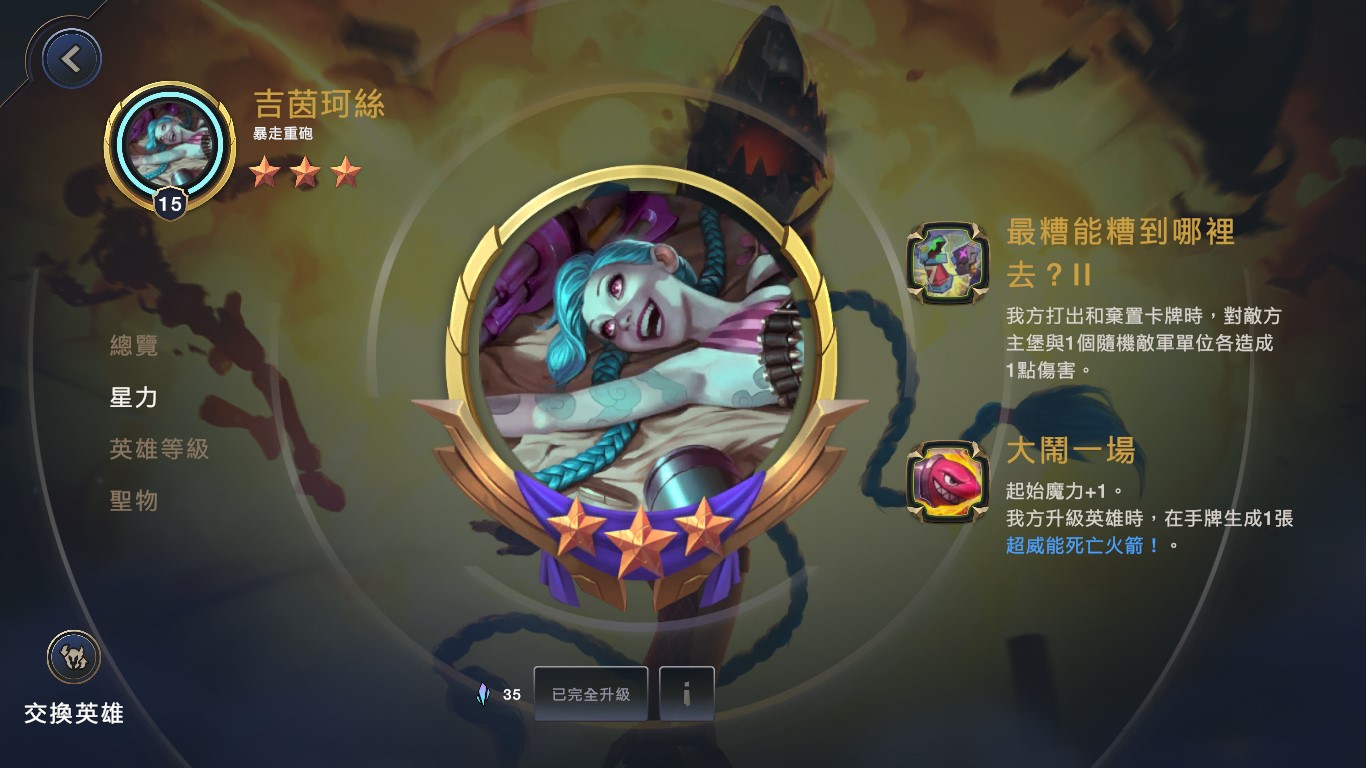 吉茵珂絲
暴走重砲
15
總覽
星力
英雄等級
聖物
交換英雄
最糟能糟到哪裡
去？II
我方打出和棄置卡牌時，對敵方
主堡與1個隨機敵軍單位各造成
1點傷害。
大鬧一場
起始魔力+1。
我方升級英雄時，在手牌生成1張
超威能死亡火箭！。
35
已完全升級
i